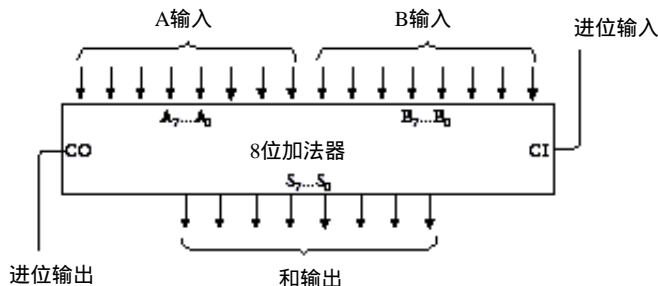 A输入
B输入
进位输入
A₇...A₀
B₇...B₀
CO
8位加法器
CI
S₇...S₀
进位输出
和输出